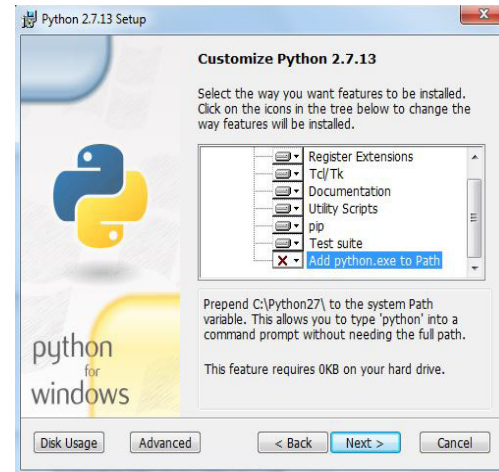 Python 2.7.13 Setup
Customize Python 2.7.13
Select the way you want features to be installed.
Click on the icons in the tree below to change the
way features will be installed.
Register Extensions
Tcl/Tk
Documentation
Utility Scripts
pip
Test suite
Add python.exe to Path
Prepend C:\Python27\ to the system Path
variable. This allows you to type 'python' into a
command prompt without needing the full path.
This feature requires 0KB on your hard drive.
python
for
windows
Disk Usage Advanced < Back Next > Cancel